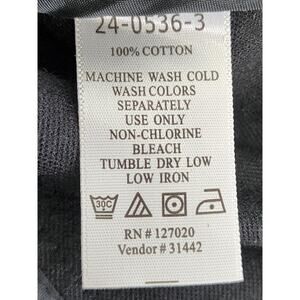 24-0536-3
100% COTTON
MACHINE WASH COLD
WASH COLORS
SEPARATELY
USE ONLY
NON-CHLORINE
BLEACH
TUMBLE DRY LOW
LOW IRON
30C
RN # 127020
Vendor # 31442